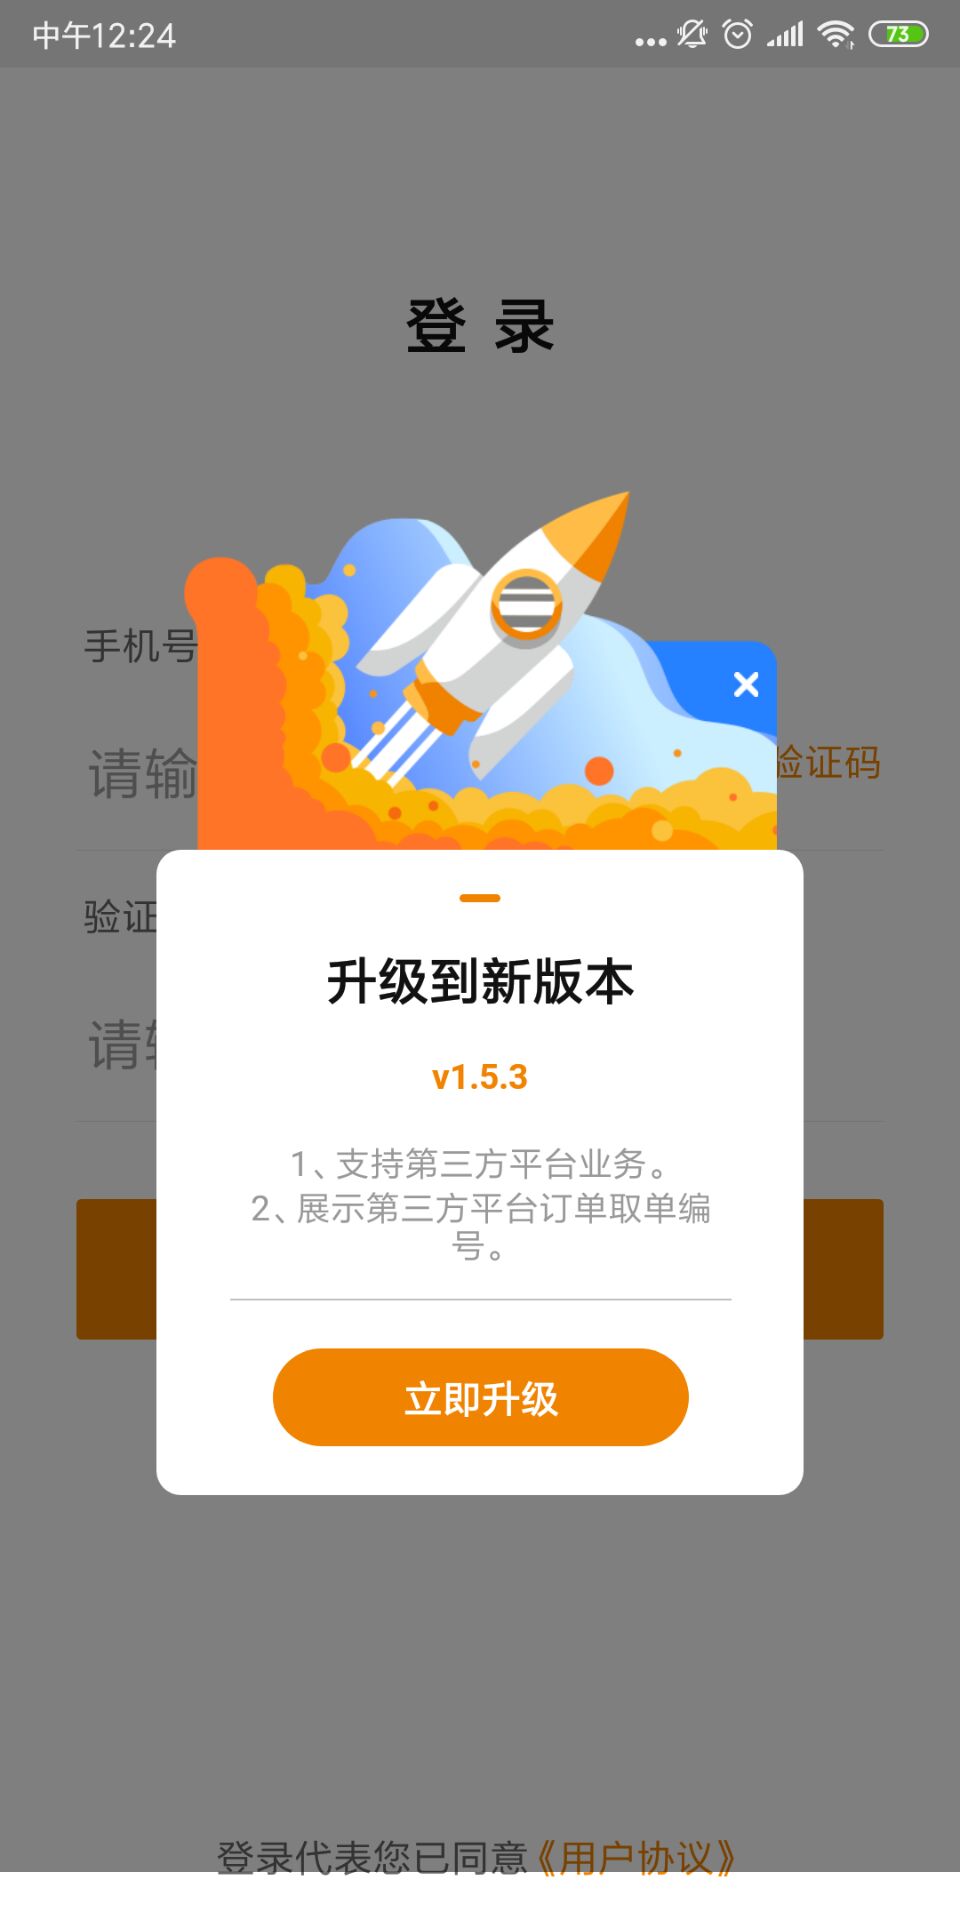 中午12:24
73
登 录
手机号
请输
验证码
验证
请输
升级到新版本
v1.5.3
1、支持第三方平台业务。
2、展示第三方平台订单取单编
号。
立即升级
登录代表您已同意《用户协议》